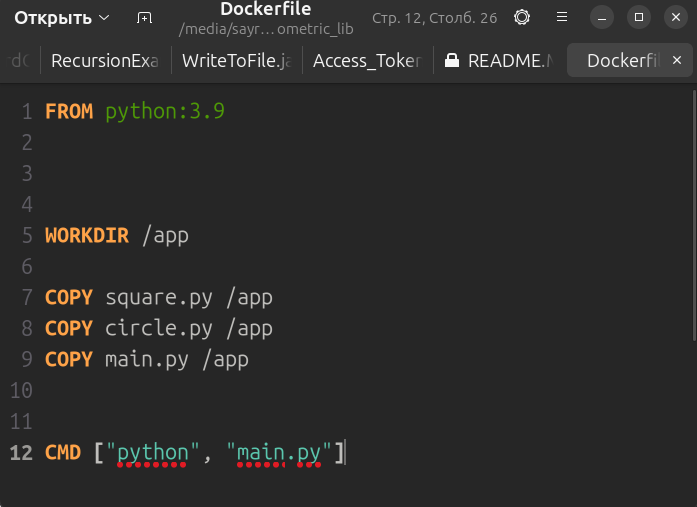 Открыть
Dockerfile
/media/sayr…ometric_lib
Стр. 12, Столб. 26
RecursionExa
WriteToFile.ja
Access_Toker
README.M
Dockerfil
1 FROM python:3.9
2
3
4
5 WORKDIR /app
6
7 COPY square.py /app
8 COPY circle.py /app
9 COPY main.py /app
10
11
12 CMD ["python", "main.py"]